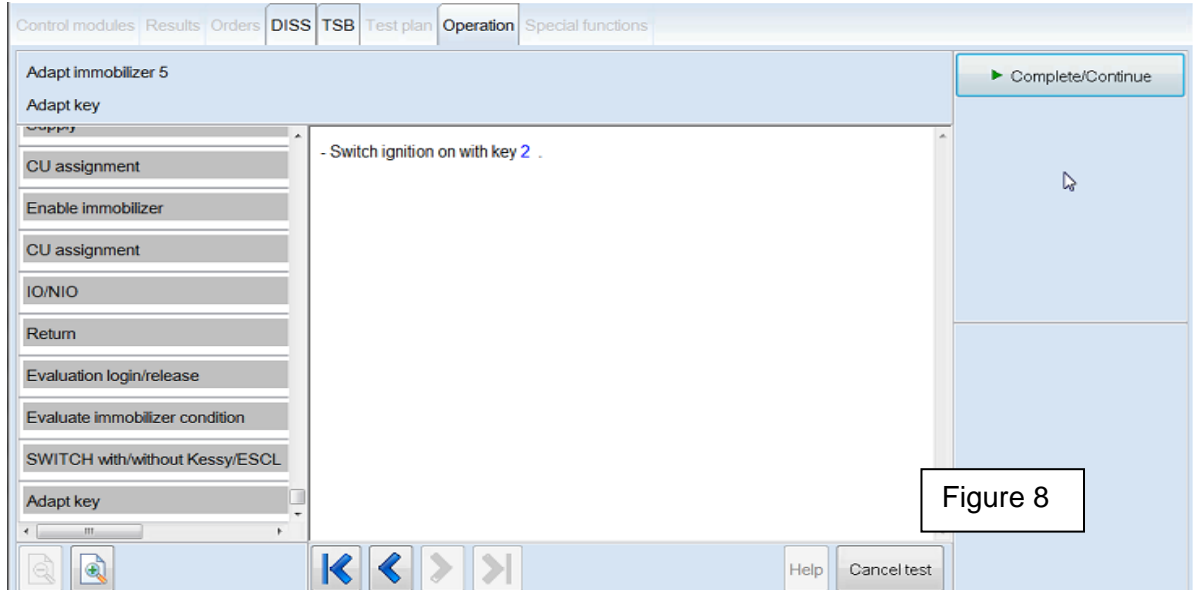 Control modules Results Orders DISS TSB Test plan Operation Special functions
Adapt immobilizer 5
Adapt key
Complete/Continue
Supply
CU assignment
Enable immobilizer
CU assignment
IO/NIO
Return
Evaluation login/release
Evaluate immobilizer condition
SWITCH with/without Kessy/ESCL
Adapt key
- Switch ignition on with key 2 .
Figure 8
Help
Cancel test